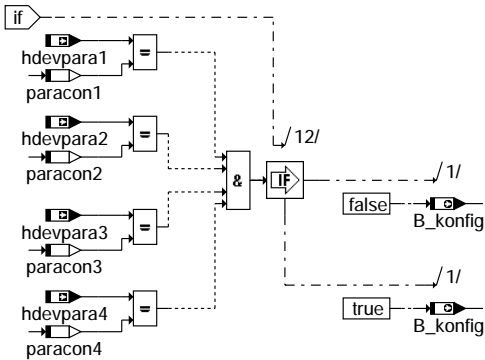 if
hdevpara1
=
paracon1
12/
hdevpara2
=
paracon2
&
IF
1/
false
B_konfig
hdevpara3
=
paracon3
1/
hdevpara4
=
true
B_konfig
paracon4